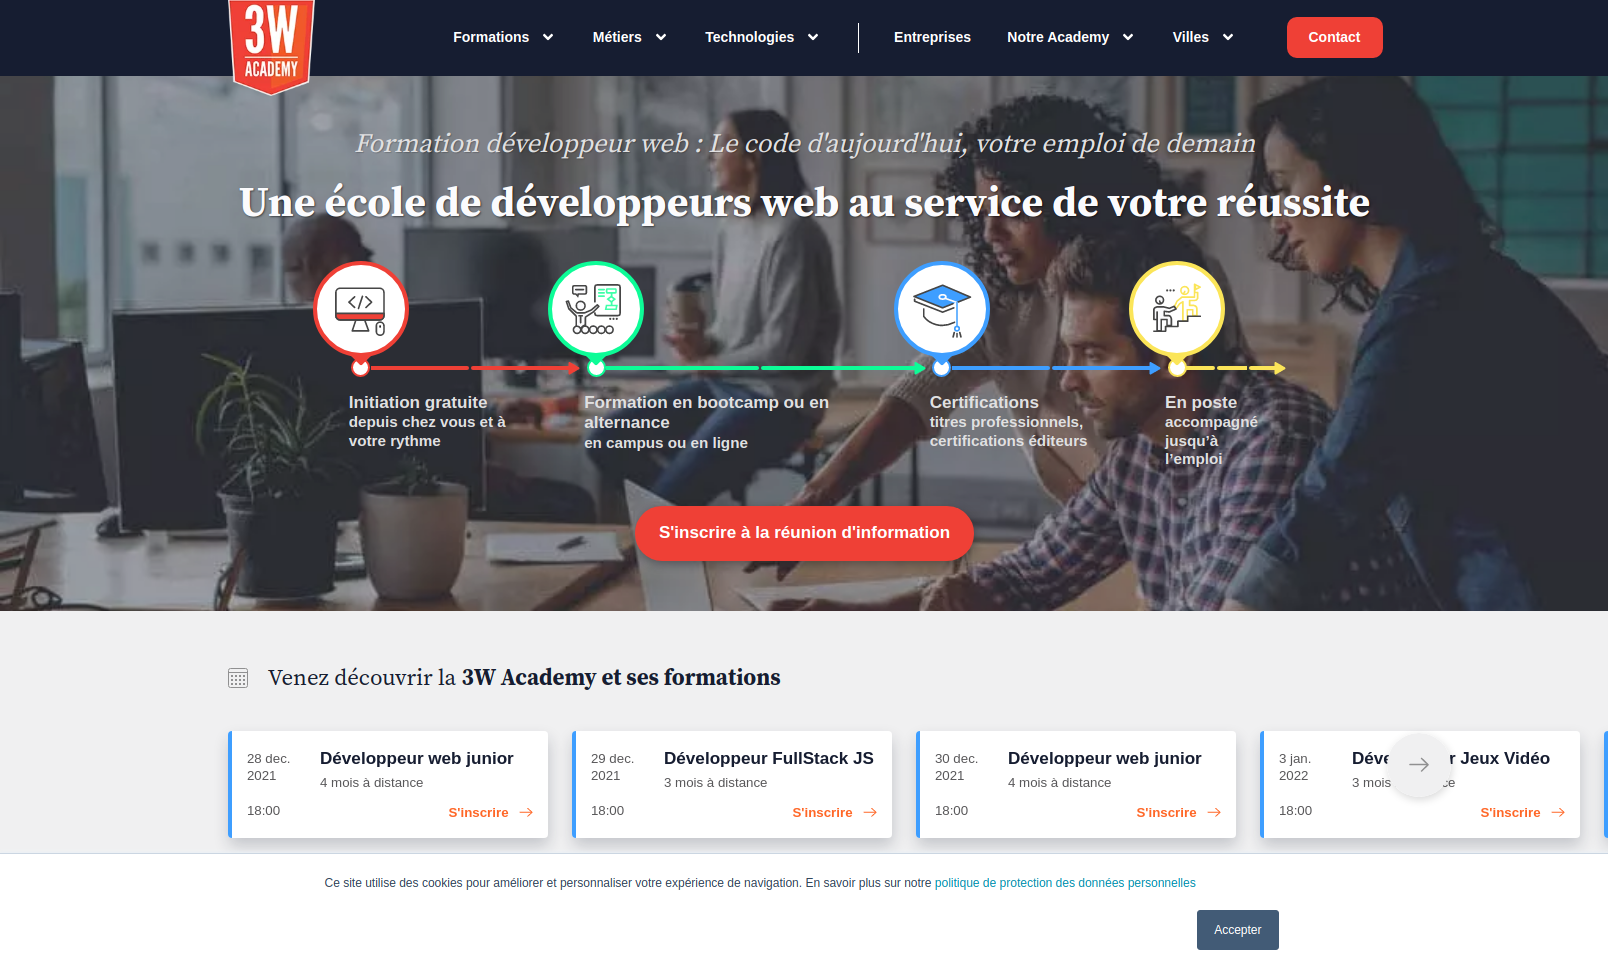 3W
ACADEMY
Formations
Métiers
Technologies
Entreprises
Notre Academy
Villes
Contact
Formation développeur web : Le code d'aujourd'hui, votre emploi de demain
Une école de développeurs web au service de votre réussite
Initiation gratuite
depuis chez vous et à
votre rythme
Formation en bootcamp ou en
alternance
en campus ou en ligne
Certifications
titres professionnels,
certifications éditeurs
En poste
accompagné
jusqu’à
l’emploi
S'inscrire à la réunion d'information
Venez découvrir la 3W Academy et ses formations
28 dec.
2021
18:00
Développeur web junior
4 mois à distance
S'inscrire
29 dec.
2021
18:00
Développeur FullStack JS
3 mois à distance
S'inscrire
30 dec.
2021
18:00
Développeur web junior
4 mois à distance
S'inscrire
3 jan.
2022
18:00
Jeux Vidéo
3 mois
S'inscrire
Ce site utilise des cookies pour améliorer et personnaliser votre expérience de navigation. En savoir plus sur notre politique de protection des données personnelles
Accepter